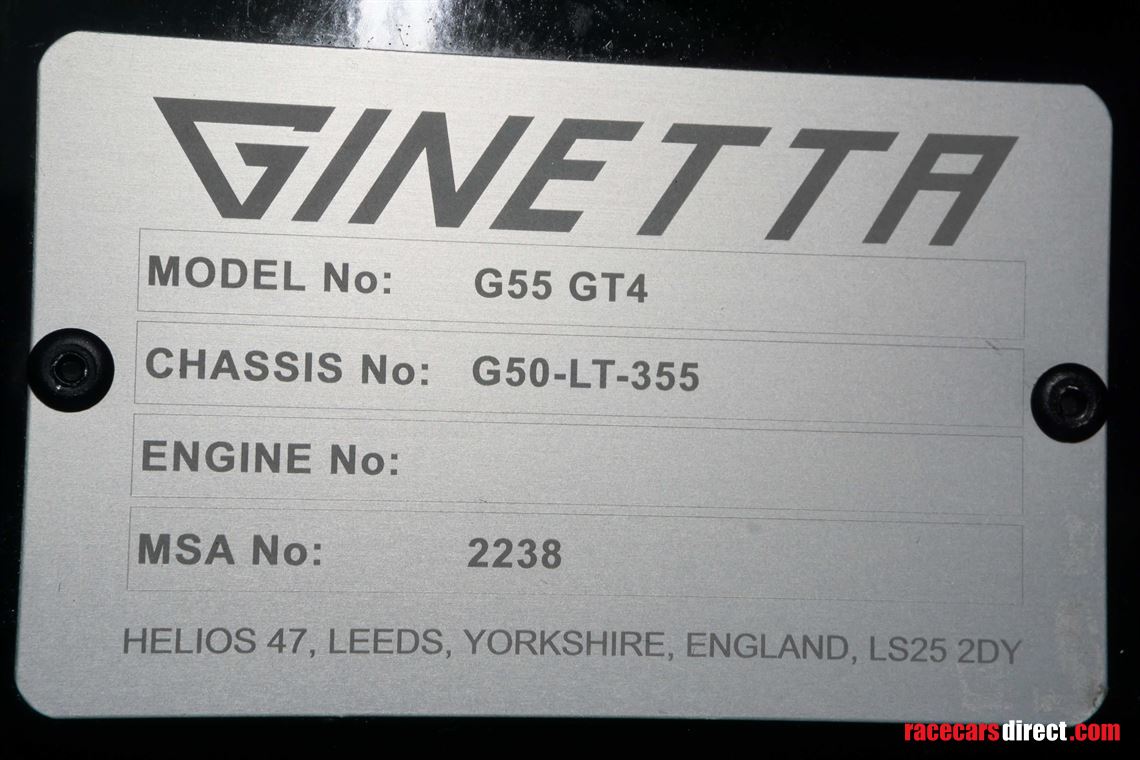 GINETTA
MODEL No: G55 GT4
CHASSIS No: G50-LT-355
ENGINE No:
MSA No: 2238
HELIOS 47, LEEDS, YORKSHIRE, ENGLAND, LS25 2DY
racecarsdirect.com